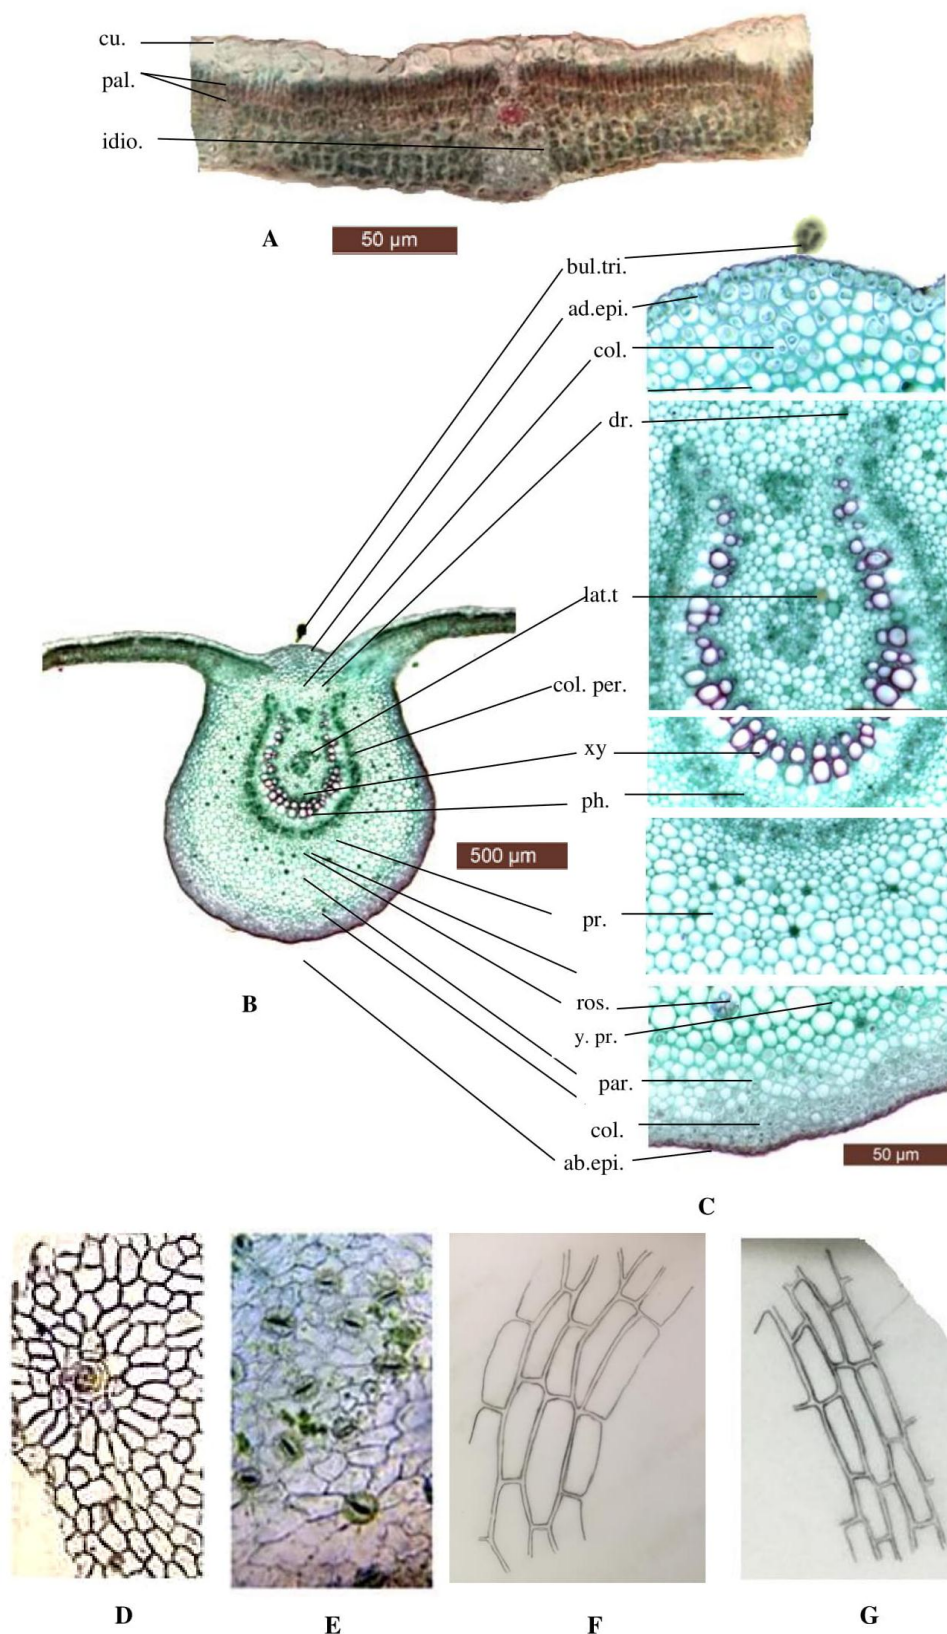 cu.
pal.
idio.
A
50 µm
bul.tri.
ad.epi.
col.
dr.
lat.t
col. per.
xy
ph.
500 µm
pr.
B
ros.
y. pr.
par.
col.
ab.epi.
50 µm
C
D
E
F
G